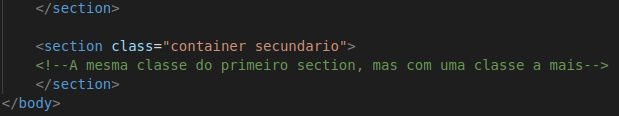 </section>
<section class="container secundario">
<!--A mesma classe do primeiro section, mas com uma classe a mais-->
</section>
</body>